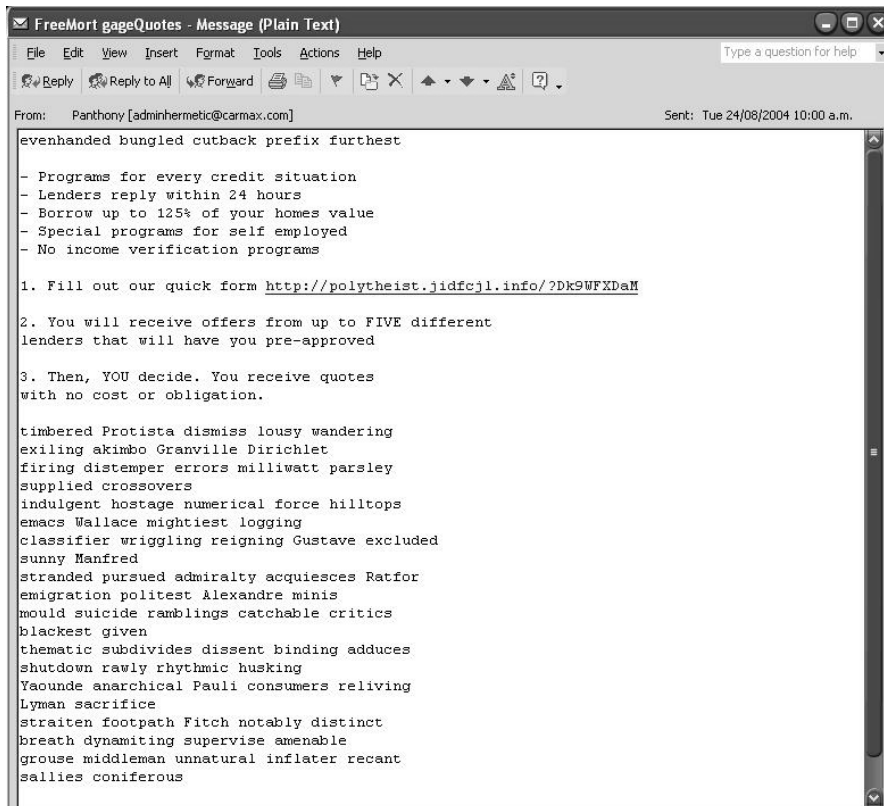 FreeMort gageQuotes - Message (Plain Text)
File Edit View Insert Format Tools Actions Help
Type a question for help
Reply Reply to All Forward
From: Panthony [adminhermetic@carmax.com] Sent: Tue 24/08/2004 10:00 a.m.
evenhanded bungled cutback prefix furthest
- Programs for every credit situation
- Lenders reply within 24 hours
- Borrow up to 125% of your homes value
- Special programs for self employed
- No income verification programs
1. Fill out our quick form http://polytheist.jidfcjl.info/?Dk9WFXDaM
2. You will receive offers from up to FIVE different
lenders that will have you pre-approved
3. Then, YOU decide. You receive quotes
with no cost or obligation.
timbered Protista dismiss lousy wandering
exiling akimbo Granville Dirichlet
firing distemper errors milliwatt parsley
supplied crossovers
indulgent hostage numerical force hilltops
emacs Wallace mightiest logging
classifier wriggling reigning Gustave excluded
sunny Manfred
stranded pursued admiralty acquiesces Ratfor
emigration politest Alexandre minis
mould suicide ramblings catchable critics
blackest given
thematic subdivides dissent binding adduces
shutdown rawly rhythmic husking
Yaounde anarchical Pauli consumers reliving
Lyman sacrifice
straiten footpath Fitch notably distinct
breath dynamiting supervise amenable
grouse middleman unnatural inflater recant
sallies coniferous